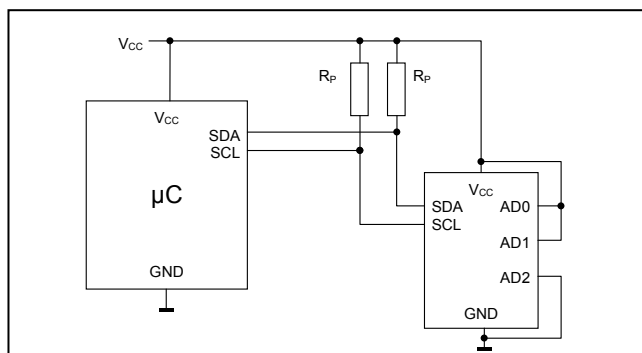 VCC
RP RP
VCC
SDA
SCL
µC
GND
VCC
SDA AD0
SCL
AD1
AD2
GND